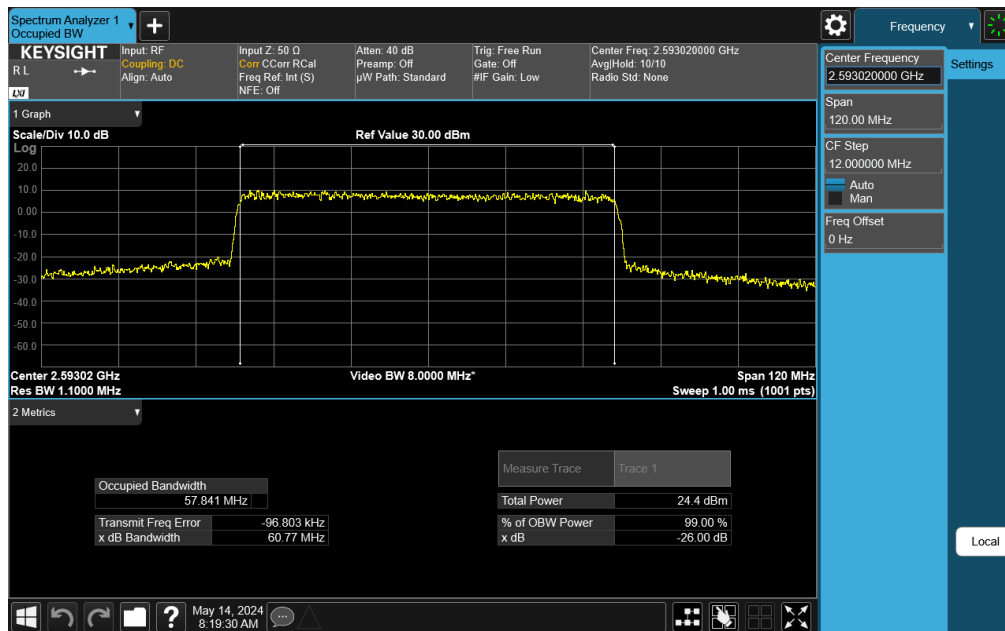 Spectrum Analyzer 1
Occupied BW
Frequency
KEYSIGHT
R L
LXI
Input: RF
Coupling: DC
Align: Auto
Input Z: 50 Ω
Corr CCorr RCal
Freq Ref: Int (S)
NFE: Off
Atten: 40 dB
Preamp: Off
µW Path: Standard
Trig: Free Run
Gate: Off
#IF Gain: Low
Center Freq: 2.593020000 GHz
Avg|Hold: 10/10
Radio Std: None
Center Frequency
2.593020000 GHz
Settings
Span
120.00 MHz
CF Step
12.000000 MHz
Auto
Man
Freq Offset
0 Hz
Local
1 Graph
Scale/Div 10.0 dB
Ref Value 30.00 dBm
Log
20.0
10.0
0.00
-10.0
-20.0
-30.0
-40.0
-50.0
-60.0
Center 2.59302 GHz
Video BW 8.0000 MHz*
Span 120 MHz
Res BW 1.1000 MHz
Sweep 1.00 ms (1001 pts)
2 Metrics
Measure Trace
Trace 1
Occupied Bandwidth
57.841 MHz
Total Power
24.4 dBm
Transmit Freq Error
-96.803 kHz
% of OBW Power
99.00 %
x dB Bandwidth
60.77 MHz
x dB
-26.00 dB
?
May 14, 2024
8:19:30 AM